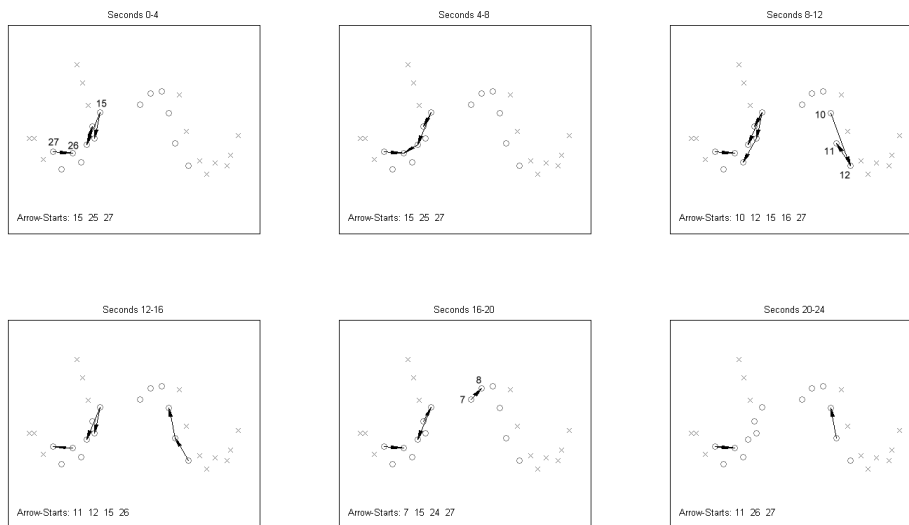 Seconds 0-4
15
27
26
Arrow-Starts: 15 25 27
Seconds 4-8
Arrow-Starts: 15 25 27
Seconds 8-12
10
11
12
Arrow-Starts: 10 12 15 16 27
Seconds 12-16
Arrow-Starts: 11 12 15 26
Seconds 16-20
8
7
Arrow-Starts: 7 15 24 27
Seconds 20-24
Arrow-Starts: 11 26 27